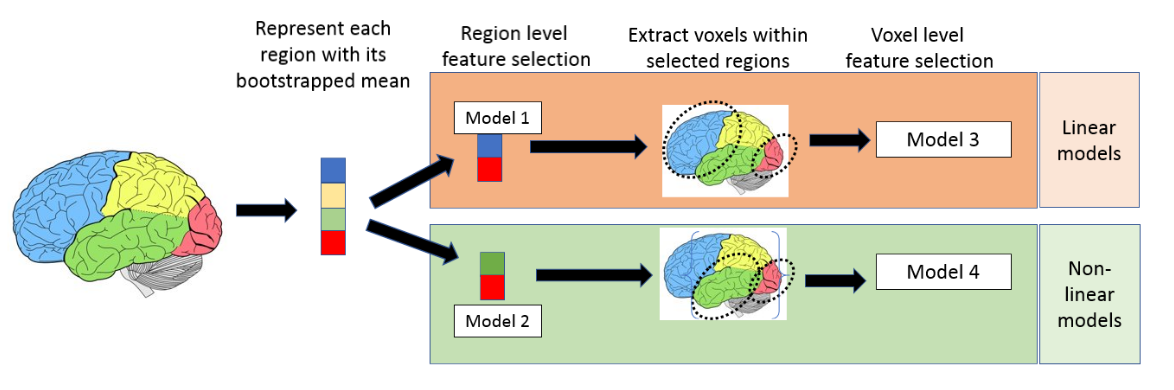 Represent each
region with its
bootstrapped mean
Region level
feature selection
Extract voxels within
selected regions
Voxel level
feature selection
Model 1
Model 3
Linear
models
Model 2
Model 4
Non-
linear
models